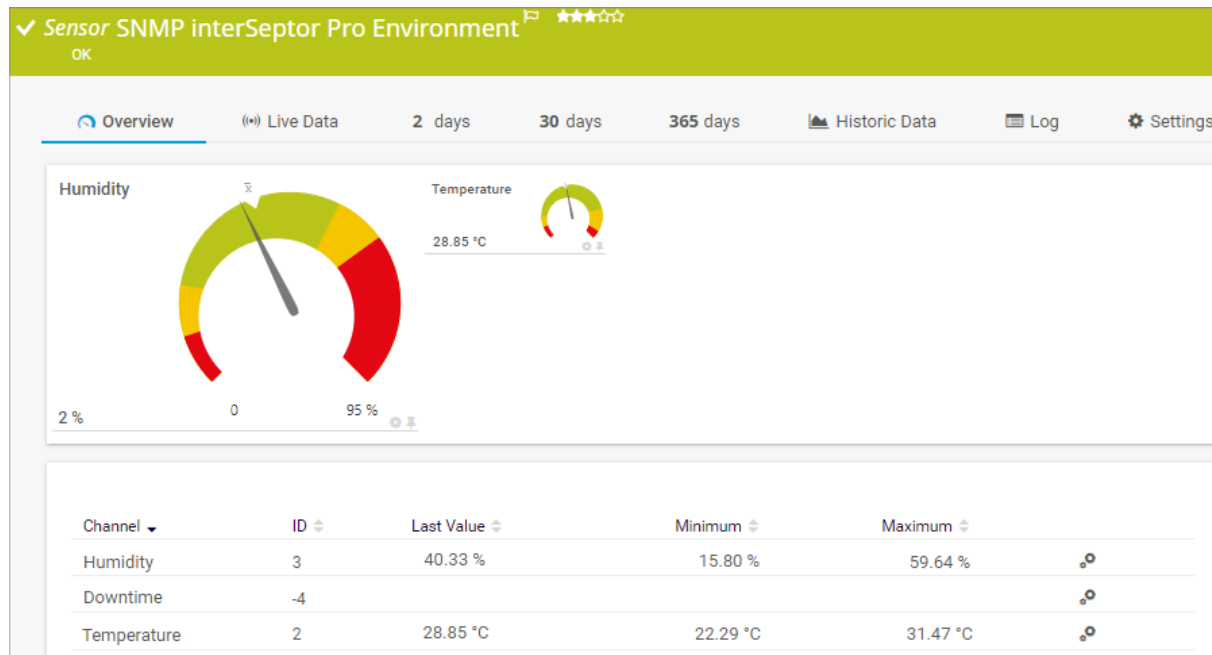 Sensor SNMP interSeptor Pro Environment
OK
Overview Live Data 2 days 30 days 365 days Historic Data Log Settings
Humidity x Temperature
28.85 °C
2 % 0 95 %
Channel ID Last Value Minimum Maximum
Humidity 3 40.33 % 15.80 % 59.64 %
Downtime -4
Temperature 2 28.85 °C 22.29 °C 31.47 °C